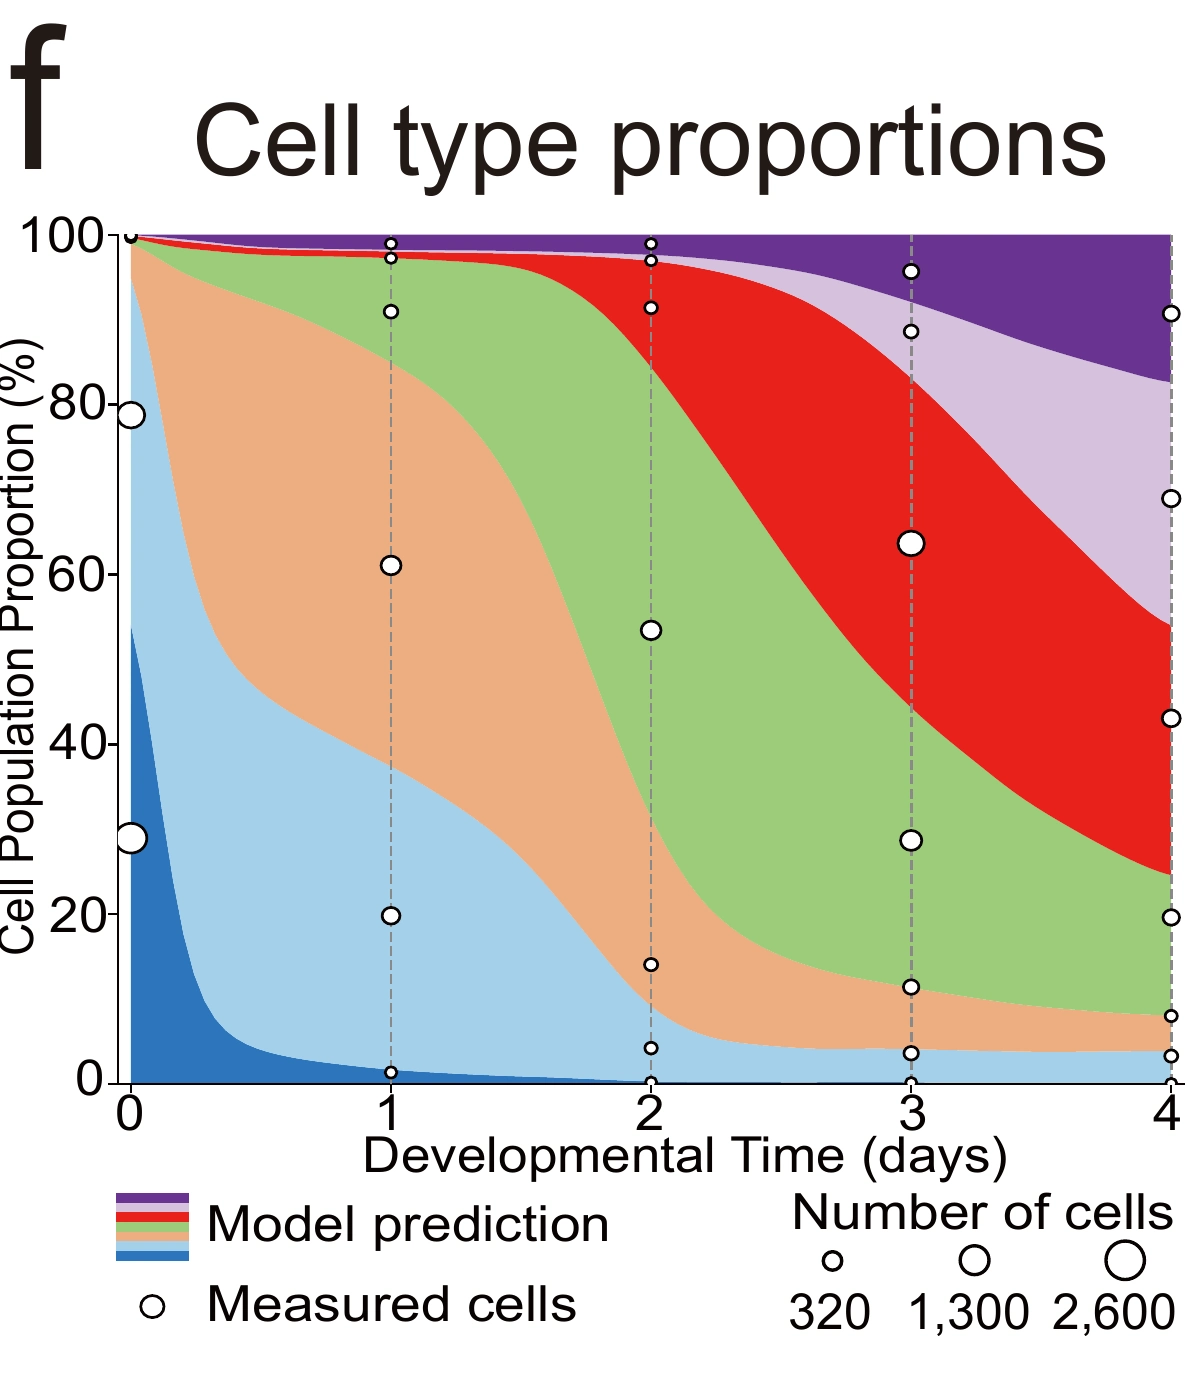 f
Cell type proportions
Cell Population Proportion (%)
100
80
60
40
20
0
0 1 2 3 4
Developmental Time (days)
Model prediction
Measured cells
Number of cells
320 1,300 2,600